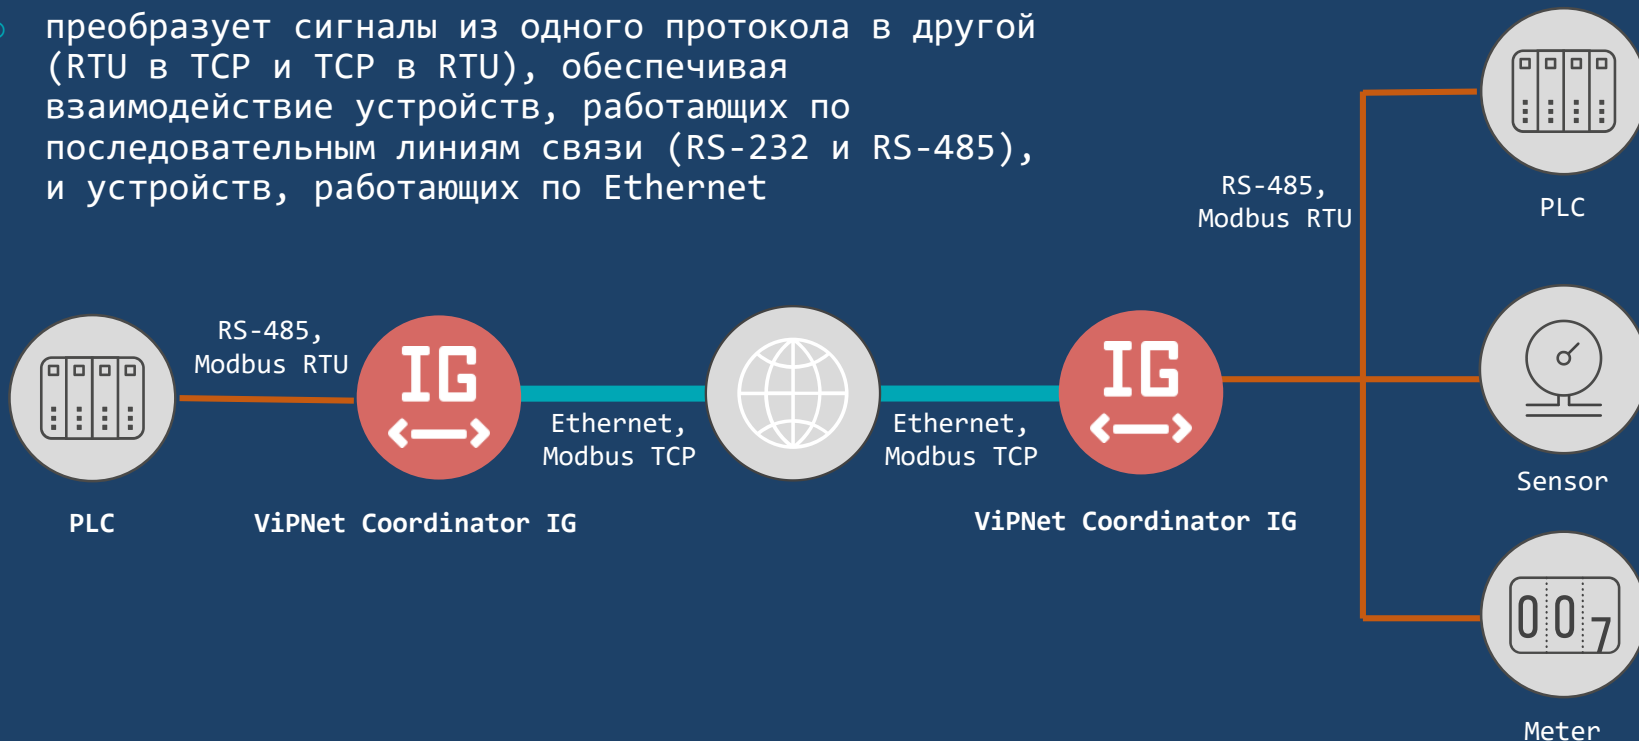 преобразует сигналы из одного протокола в другой
(RTU в TCP и TCP в RTU), обеспечивая
взаимодействие устройств, работающих по
последовательным линиям связи (RS-232 и RS-485),
и устройств, работающих по Ethernet
RS-485,
Modbus RTU
PLC
RS-485,
Modbus RTU
IG
Ethernet,
Modbus TCP
Ethernet,
Modbus TCP
IG
Sensor
PLC
ViPNet Coordinator IG
ViPNet Coordinator IG
007
Meter